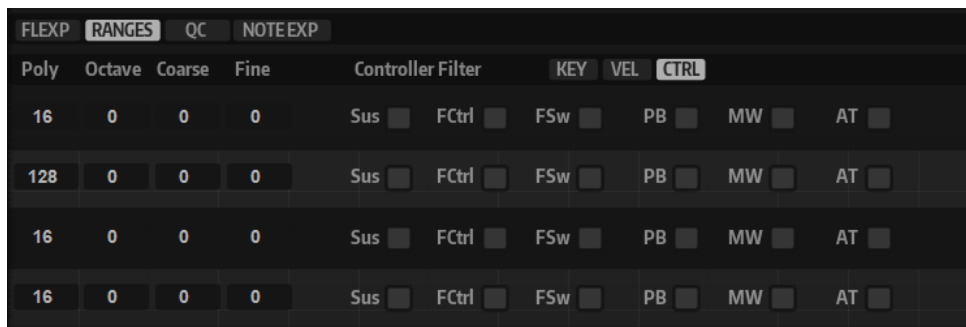 FLEXP RANGES QC NOTE EXP
Poly Octave Coarse Fine Controller Filter KEY VEL CTRL
16 0 0 0 Sus FCtrl FSw PB MW AT
128 0 0 0 Sus FCtrl FSw PB MW AT
16 0 0 0 Sus FCtrl FSw PB MW AT
16 0 0 0 Sus FCtrl FSw PB MW AT